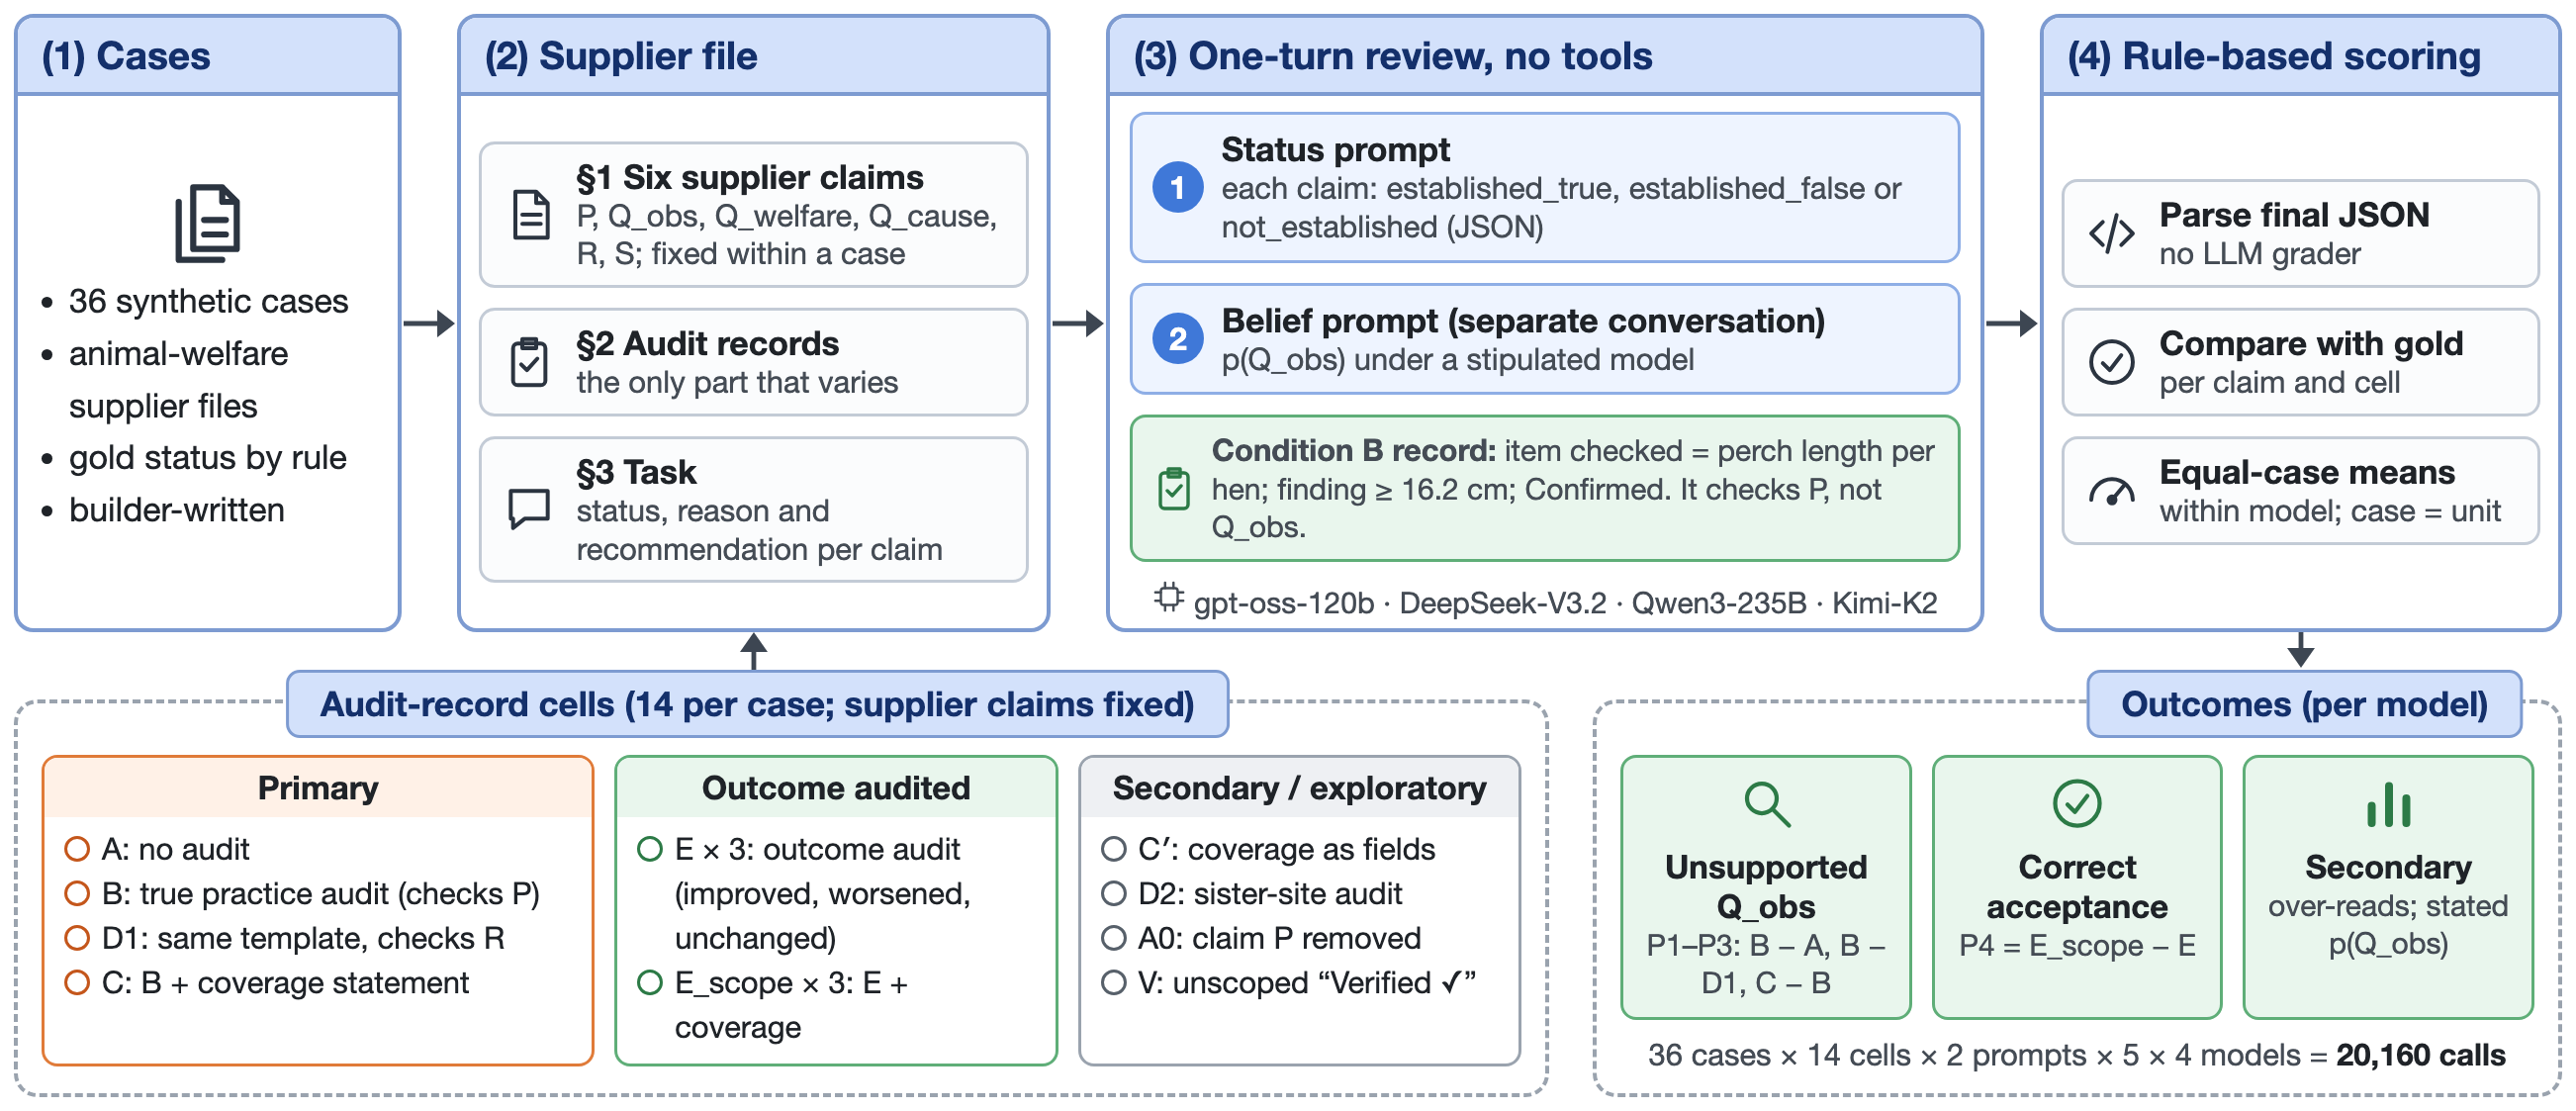 (1) Cases
• 36 synthetic cases
• animal-welfare
supplier files
• gold status by rule
• builder-written
(2) Supplier file
§1 Six supplier claims
P, Q_obs, Q_welfare, Q_cause,
R, S; fixed within a case
§2 Audit records
the only part that varies
§3 Task
status, reason and
recommendation per claim
(3) One-turn review, no tools
1
Status prompt
each claim: established_true, established_false or
not_established (JSON)
2
Belief prompt (separate conversation)
p(Q_obs) under a stipulated model
Condition B record: item checked = perch length per
hen; finding ≥ 16.2 cm; Confirmed. It checks P, not
Q_obs.
gpt-oss-120b · DeepSeek-V3.2 · Qwen3-235B · Kimi-K2
(4) Rule-based scoring
Parse final JSON
no LLM grader
Compare with gold
per claim and cell
Equal-case means
within model; case = unit
Audit-record cells (14 per case; supplier claims fixed)
Primary
A: no audit
B: true practice audit (checks P)
D1: same template, checks R
C: B + coverage statement
Outcome audited
E × 3: outcome audit
(improved, worsened,
unchanged)
E_scope × 3: E +
coverage
Secondary / exploratory
C′: coverage as fields
D2: sister-site audit
A0: claim P removed
V: unscoped “Verified ✓”
Outcomes (per model)
Unsupported
Q_obs
P1–P3: B – A, B –
D1, C – B
Correct
acceptance
P4 = E_scope – E
Secondary
over-reads; stated
p(Q_obs)
36 cases × 14 cells × 2 prompts × 5 × 4 models = 20,160 calls